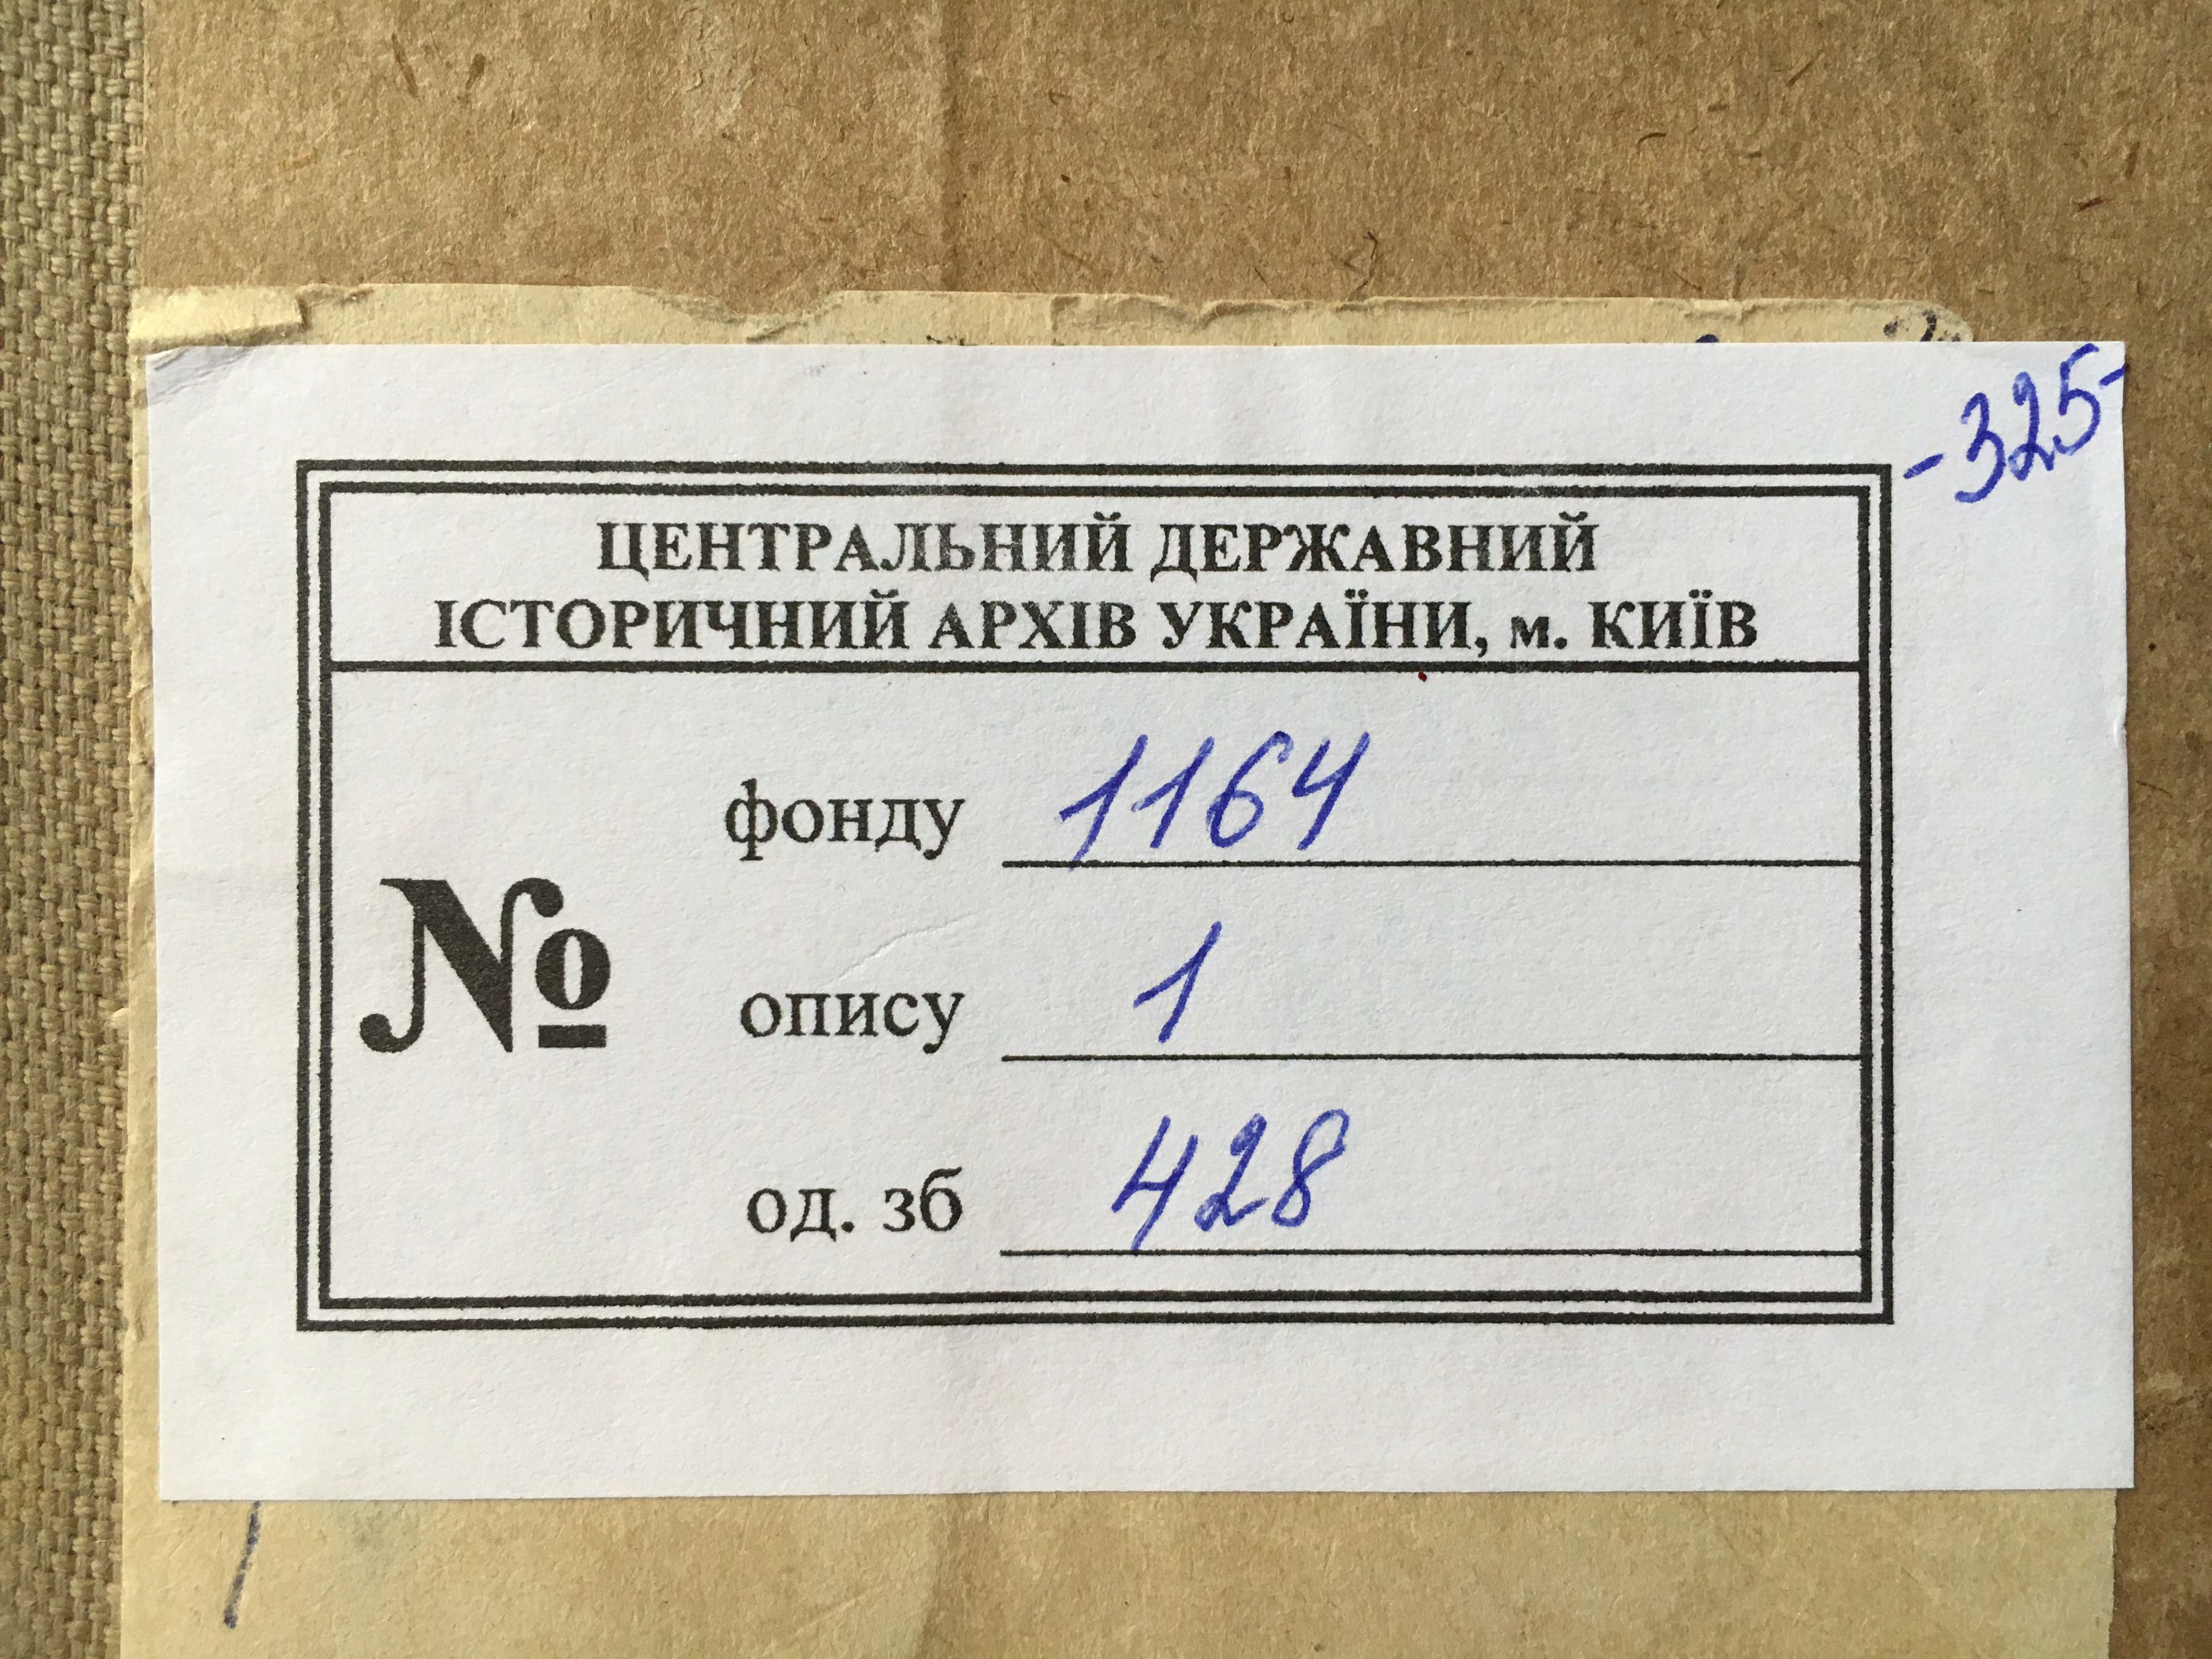 -325-
ЦЕНТРАЛЬНИЙ ДЕРЖАВНИЙ
ІСТОРИЧНИЙ АРХІВ УКРАЇНИ, м. КИЇВ
№
фонду 1164
опису 1
од. зб 428